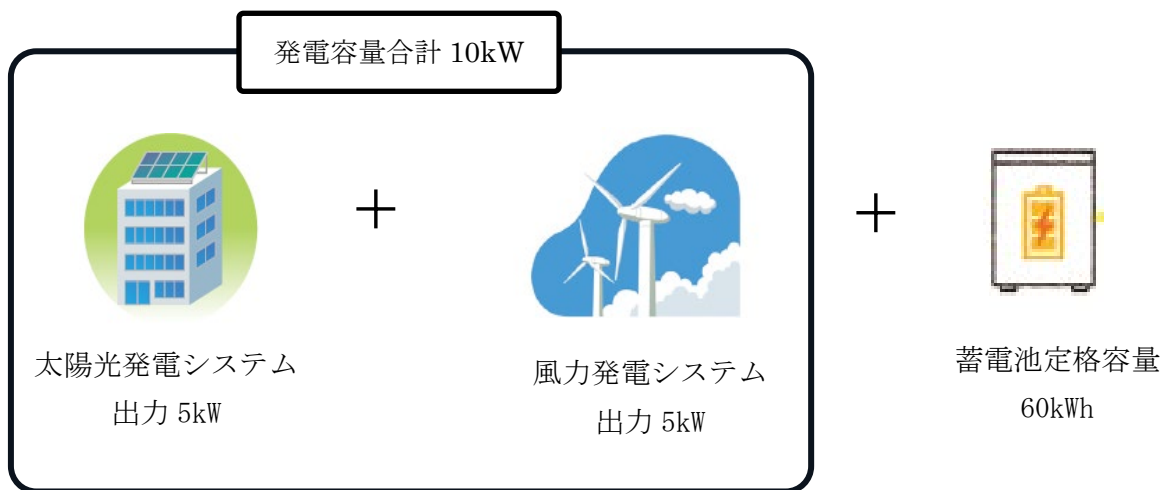 発電容量合計 10kW
太陽光発電システム
出力 5kW
風力発電システム
出力 5kW
蓄電池定格容量
60kWh